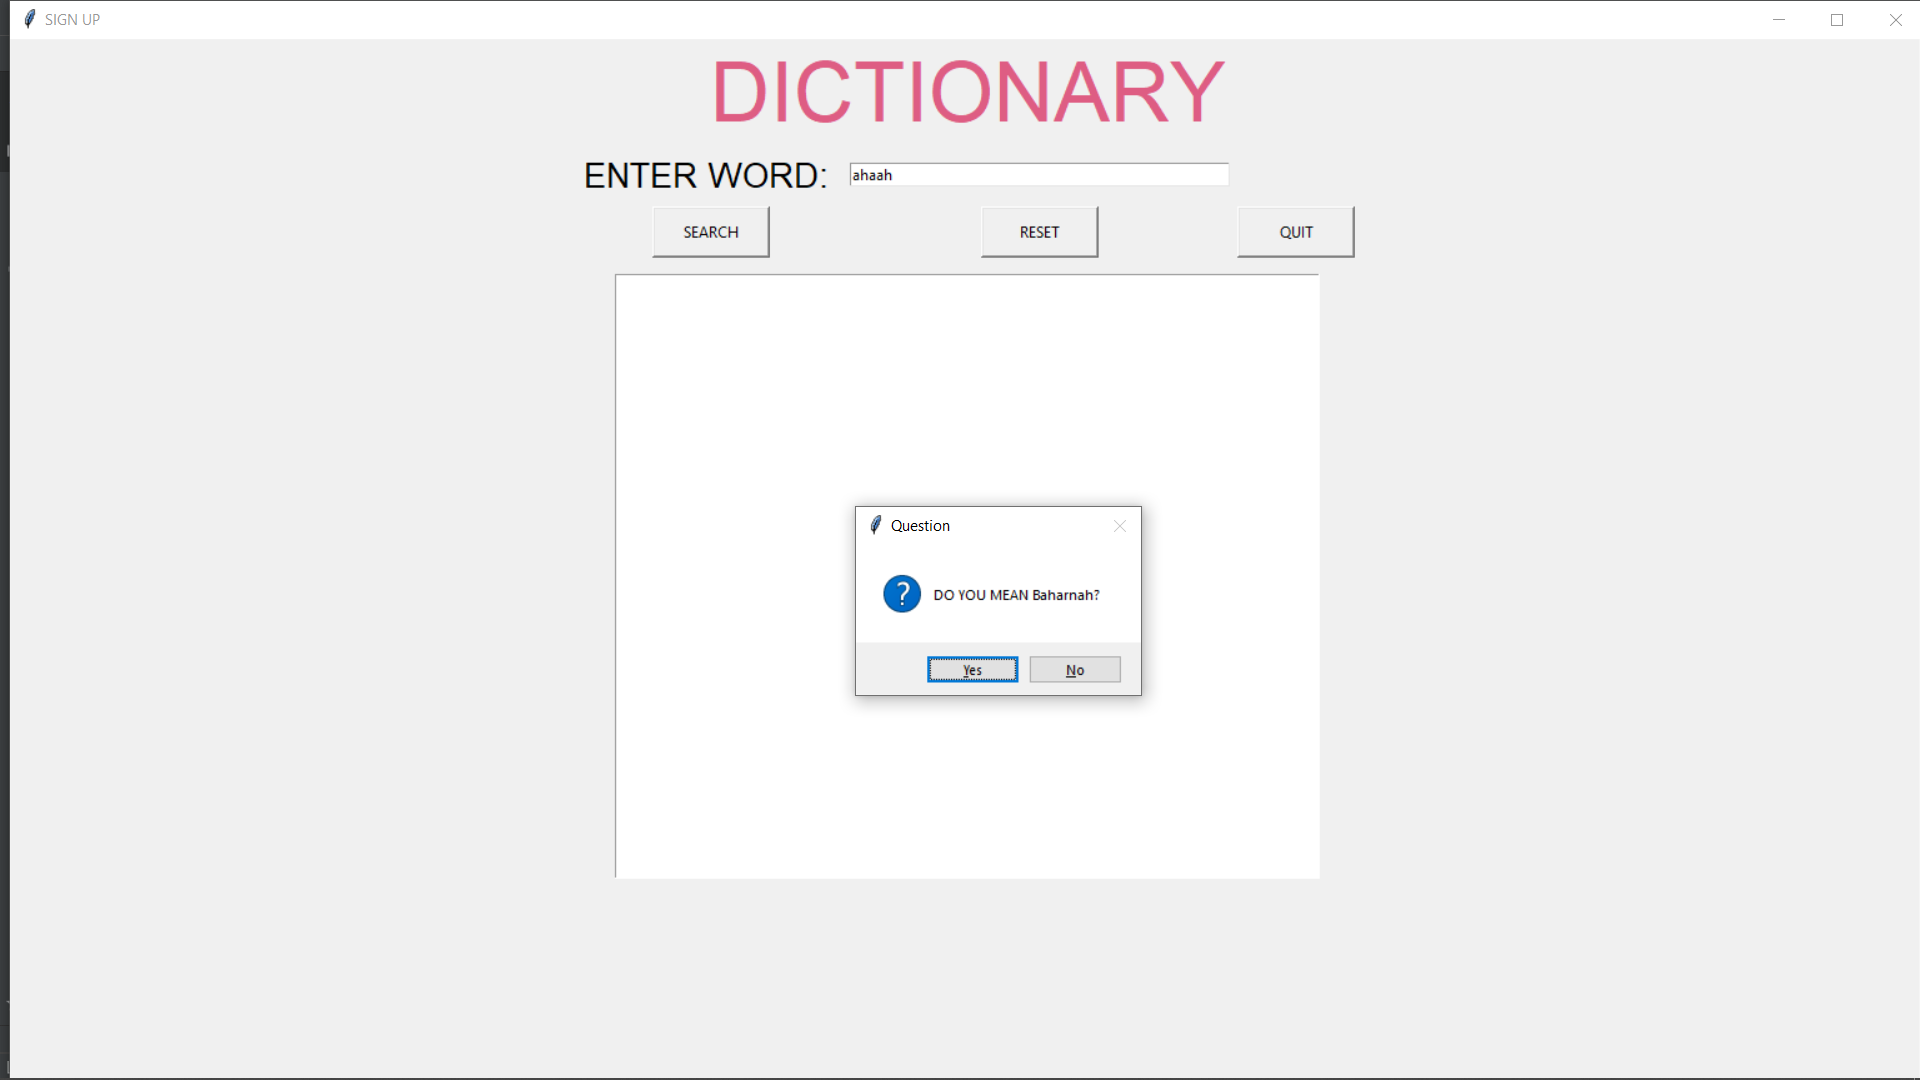 SIGN UP
DICTIONARY
ENTER WORD: ahaah
SEARCH RESET QUIT
Question
DO YOU MEAN Baharnah?
Yes No